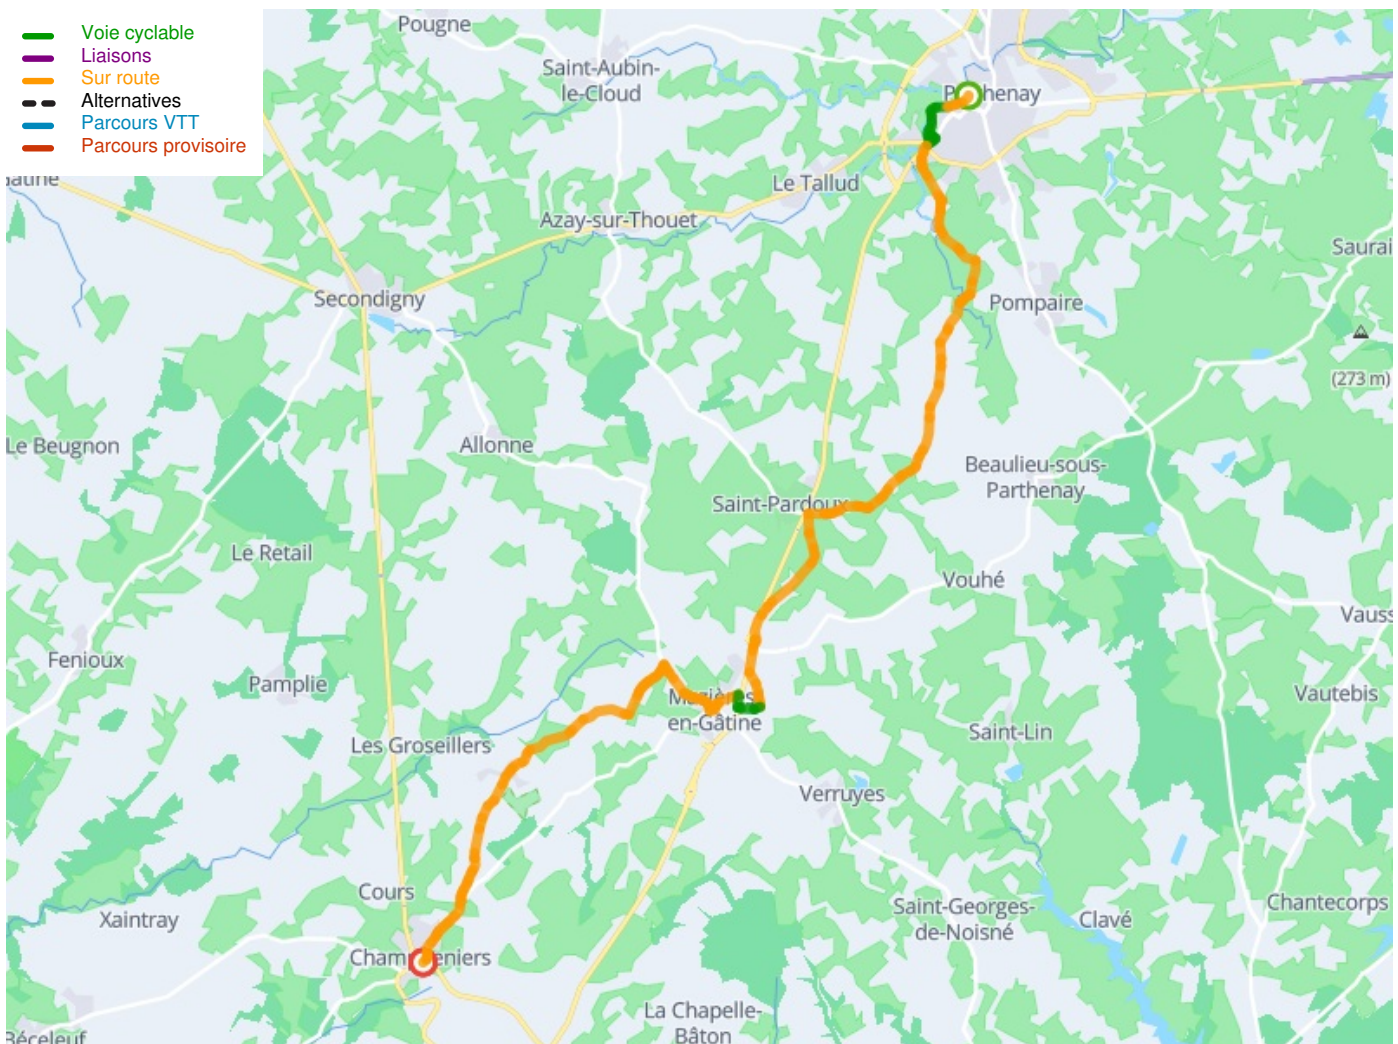 Voie cyclable
Liaisons
Sur route
Alternatives
Parcours VTT
Parcours provisoire
Pougne
Saint-Aubin-
le-Cloud
Le Tallud
Azay-sur-Thouet
Saurai
Secondigny
Pompaire
(273 m)
Le Beugnon
Allonne
Beaulieu-sous-
Parthenay
Saint-Pardoux
Le Retail
Vouhé
Vauss
Fenioux
Pamplie
en-Gâtine
Vautebis
Saint-Lin
Les Groseillers
Verruyes
Cours
Xaintray
Saint-Georges-
de-Noisné
Clavé
Chantecorps
La Chapelle-
Bâton
Béceleuf